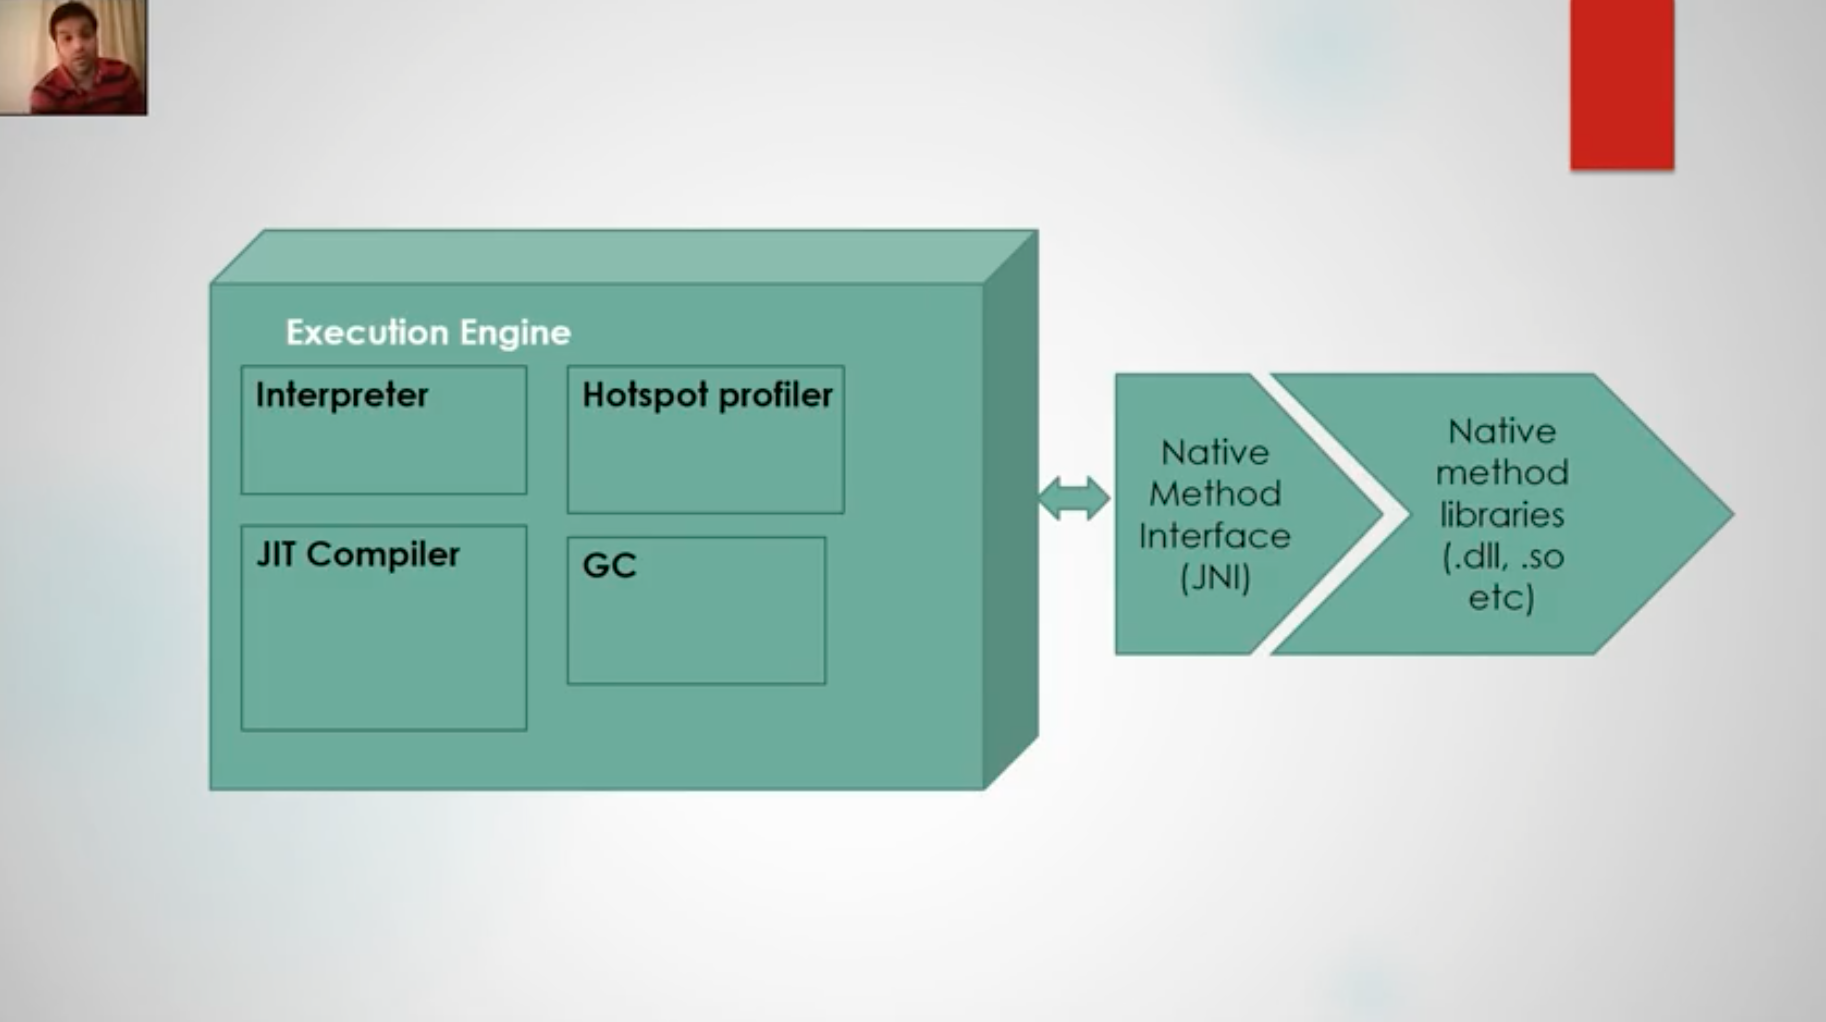 Execution Engine
Interpreter
Hotspot profiler
JIT Compiler
GC
Native
Method
Interface
(JNI)
Native
method
libraries
(.dll, .so
etc)